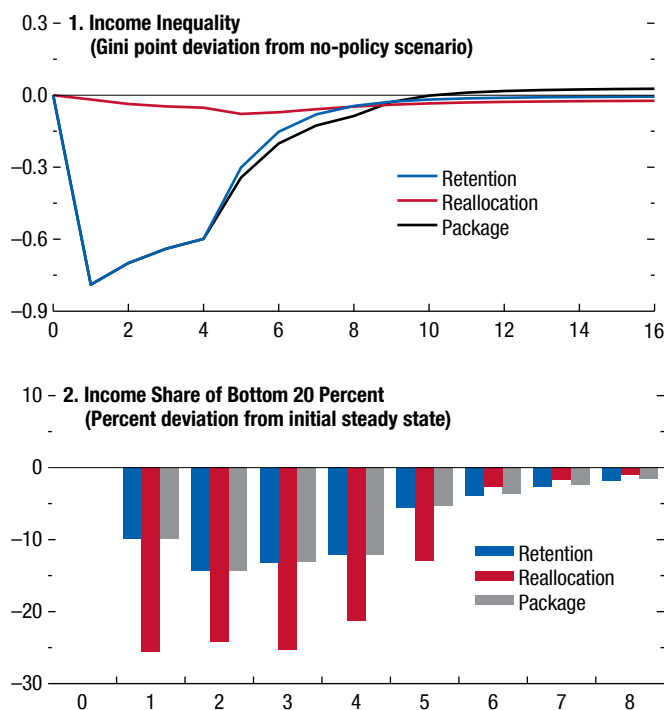 1. Income Inequality
(Gini point deviation from no-policy scenario)
0.3
0.0
–0.3
–0.6
–0.9
Retention
Reallocation
Package
0 2 4 6 8 10 12 14 16
2. Income Share of Bottom 20 Percent
(Percent deviation from initial steady state)
10
0
–10
–20
–30
Retention
Reallocation
Package
0 1 2 3 4 5 6 7 8